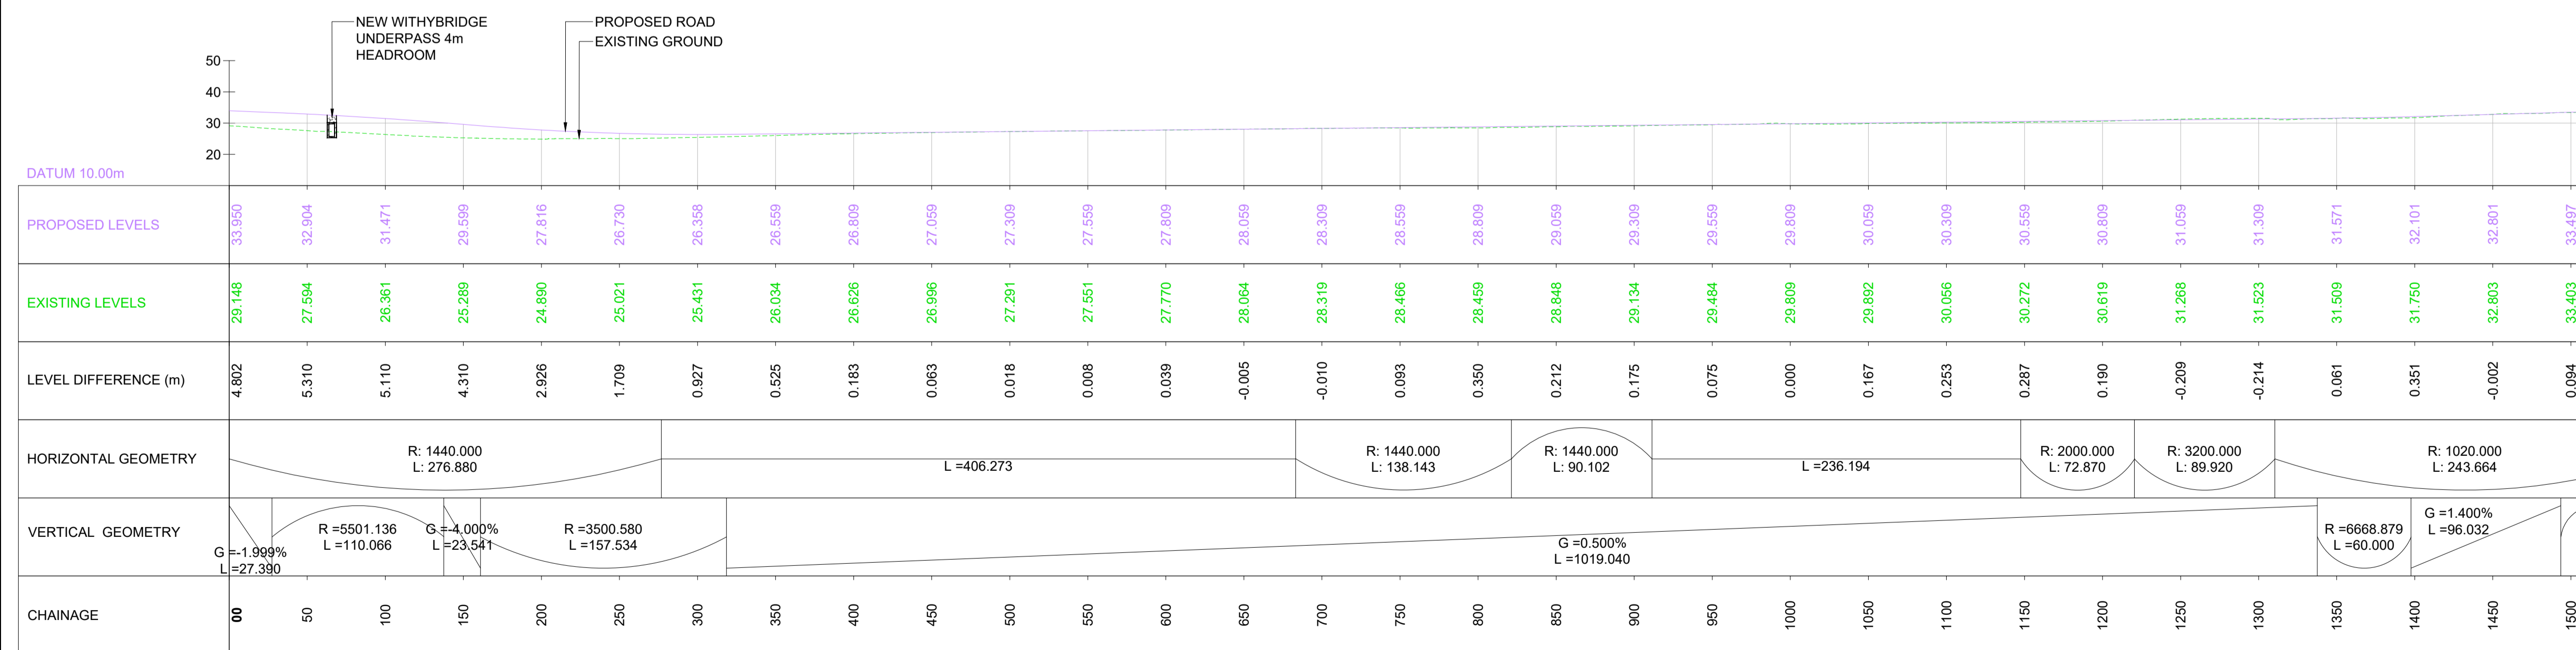 NEW WITHYBRIDGE
UNDERPASS 4m
HEADROOM
PROPOSED ROAD
EXISTING GROUND
50
40
30
20
DATUM 10.00m
PROPOSED LEVELS
33.950 32.904 31.471 29.599 27.816 26.730 26.358 26.559 26.809 27.059 27.309 27.559 27.809 28.059 28.309 28.559 28.809 29.059 29.309 29.559 29.809 30.059 30.309 30.559 30.809 31.059 31.309 31.571 32.101 32.801 33.497
EXISTING LEVELS
29.148 27.594 26.361 25.289 24.890 25.021 25.431 26.034 26.626 26.996 27.291 27.551 27.770 28.064 28.319 28.466 28.459 28.848 29.134 29.484 29.809 29.892 30.056 30.272 30.619 31.268 31.523 31.509 31.750 32.803 33.403
LEVEL DIFFERENCE (m)
4.802 5.310 5.110 4.310 2.926 1.709 0.927 0.525 0.183 0.063 0.018 0.008 0.039 -0.005 -0.010 0.093 0.350 0.212 0.175 0.075 0.000 0.167 0.253 0.287 0.190 -0.209 -0.214 0.061 0.351 -0.002 0.094
HORIZONTAL GEOMETRY
R: 1440.000
L: 276.880
L =406.273
R: 1440.000
L: 138.143
R: 1440.000
L: 90.102
L =236.194
R: 2000.000
L: 72.870
R: 3200.000
L: 89.920
R: 1020.000
L: 243.664
VERTICAL GEOMETRY
G =-1.999%
L =27.390
R =5501.136
L =110.066
G =-4.000%
L =23.541
R =3500.580
L =157.534
G =0.500%
L =1019.040
R =6668.879
L =60.000
G =1.400%
L =96.032
CHAINAGE
00 50 100 150 200 250 300 350 400 450 500 550 600 650 700 750 800 850 900 950 1000 1050 1100 1150 1200 1250 1300 1350 1400 1450 1500